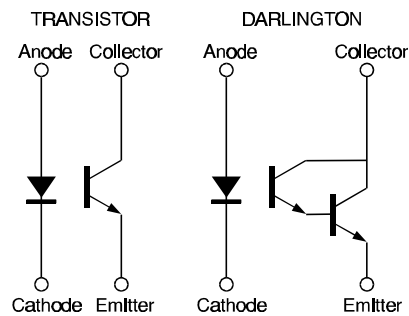 TRANSISTOR DARLINGTON
Anode Collector Anode Collector
Cathode Emitter Cathode Emitter